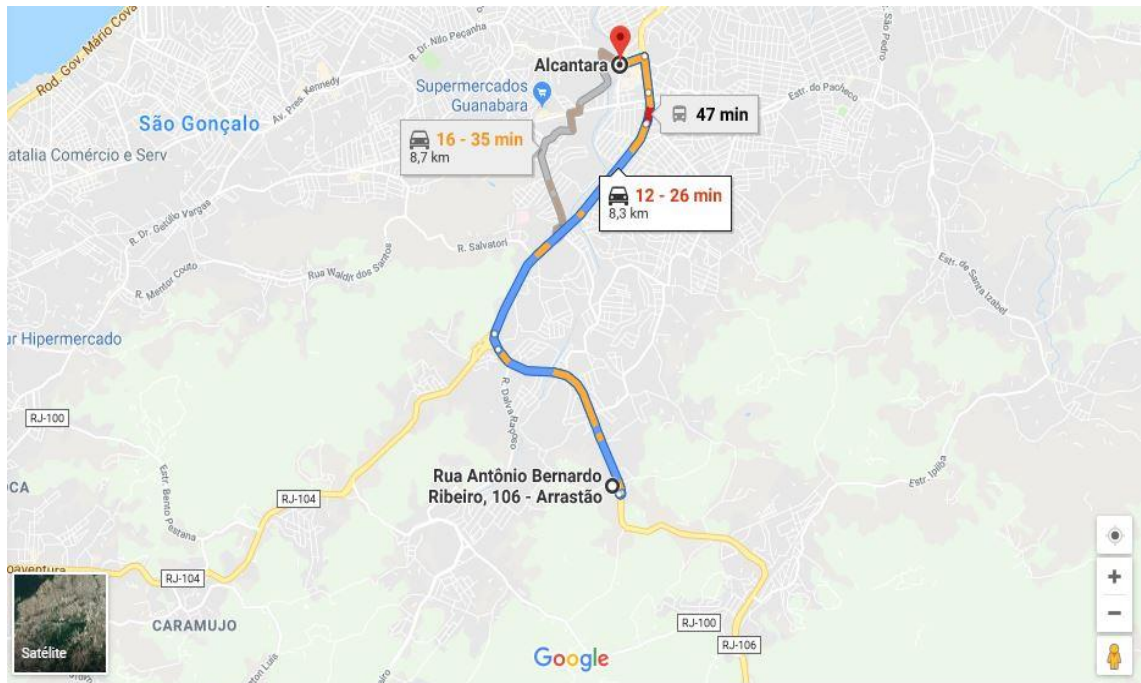 Rod. Gov. Mário Cova
R. Dr. Nilo Peçanha
Av. Pres. Kennedy
Alcantara
Supermercados
Guanabara
São Gonçalo
atalia Comércio e Serv
16 - 35 min
8,7 km
47 min
12 - 26 min
8,3 km
Estr. do Pacheco
R. São Pedro
R. Dr. Getúlio Vargas
R. Salvatori
Rua Waldir dos Santos
R. Mentor Couto
Estr. de Santa Izabel
ur Hipermercado
R. Dalva Raposo
RJ-100
Rua Antônio Bernardo
Ribeiro, 106 - Arrastão
Estr. Ipiiba
OCA
Estr. Bento Pestana
RJ-104
oaventura
RJ-104
CARAMUJO
RJ-100
RJ-106
Satélite
Google